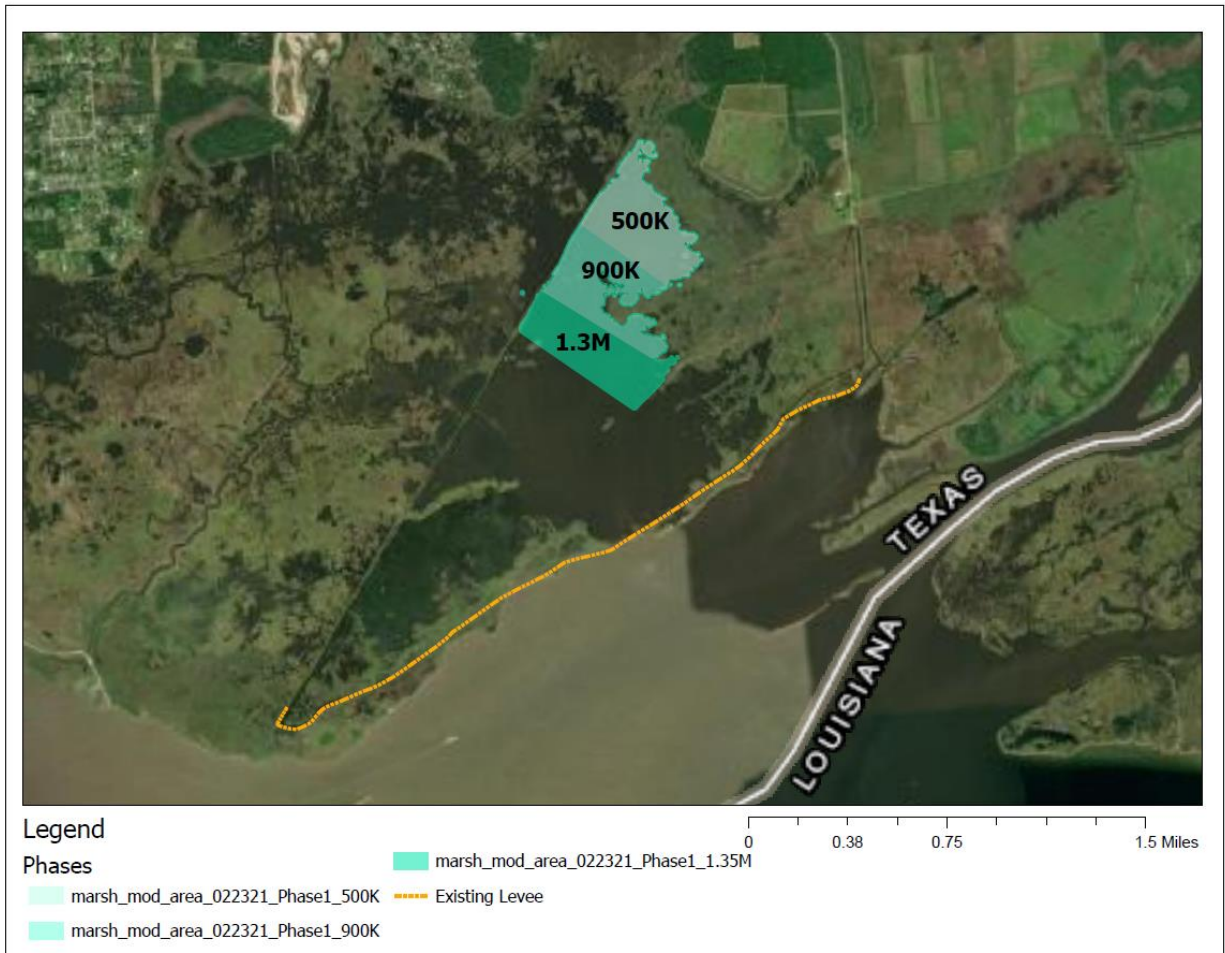 500K
900K
1.3M
TEXAS
LOUISIANA
Legend
Phases
marsh_mod_area_022321_Phase1_500K
marsh_mod_area_022321_Phase1_900K
marsh_mod_area_022321_Phase1_1.35M
Existing Levee
0 0.38 0.75 1.5 Miles